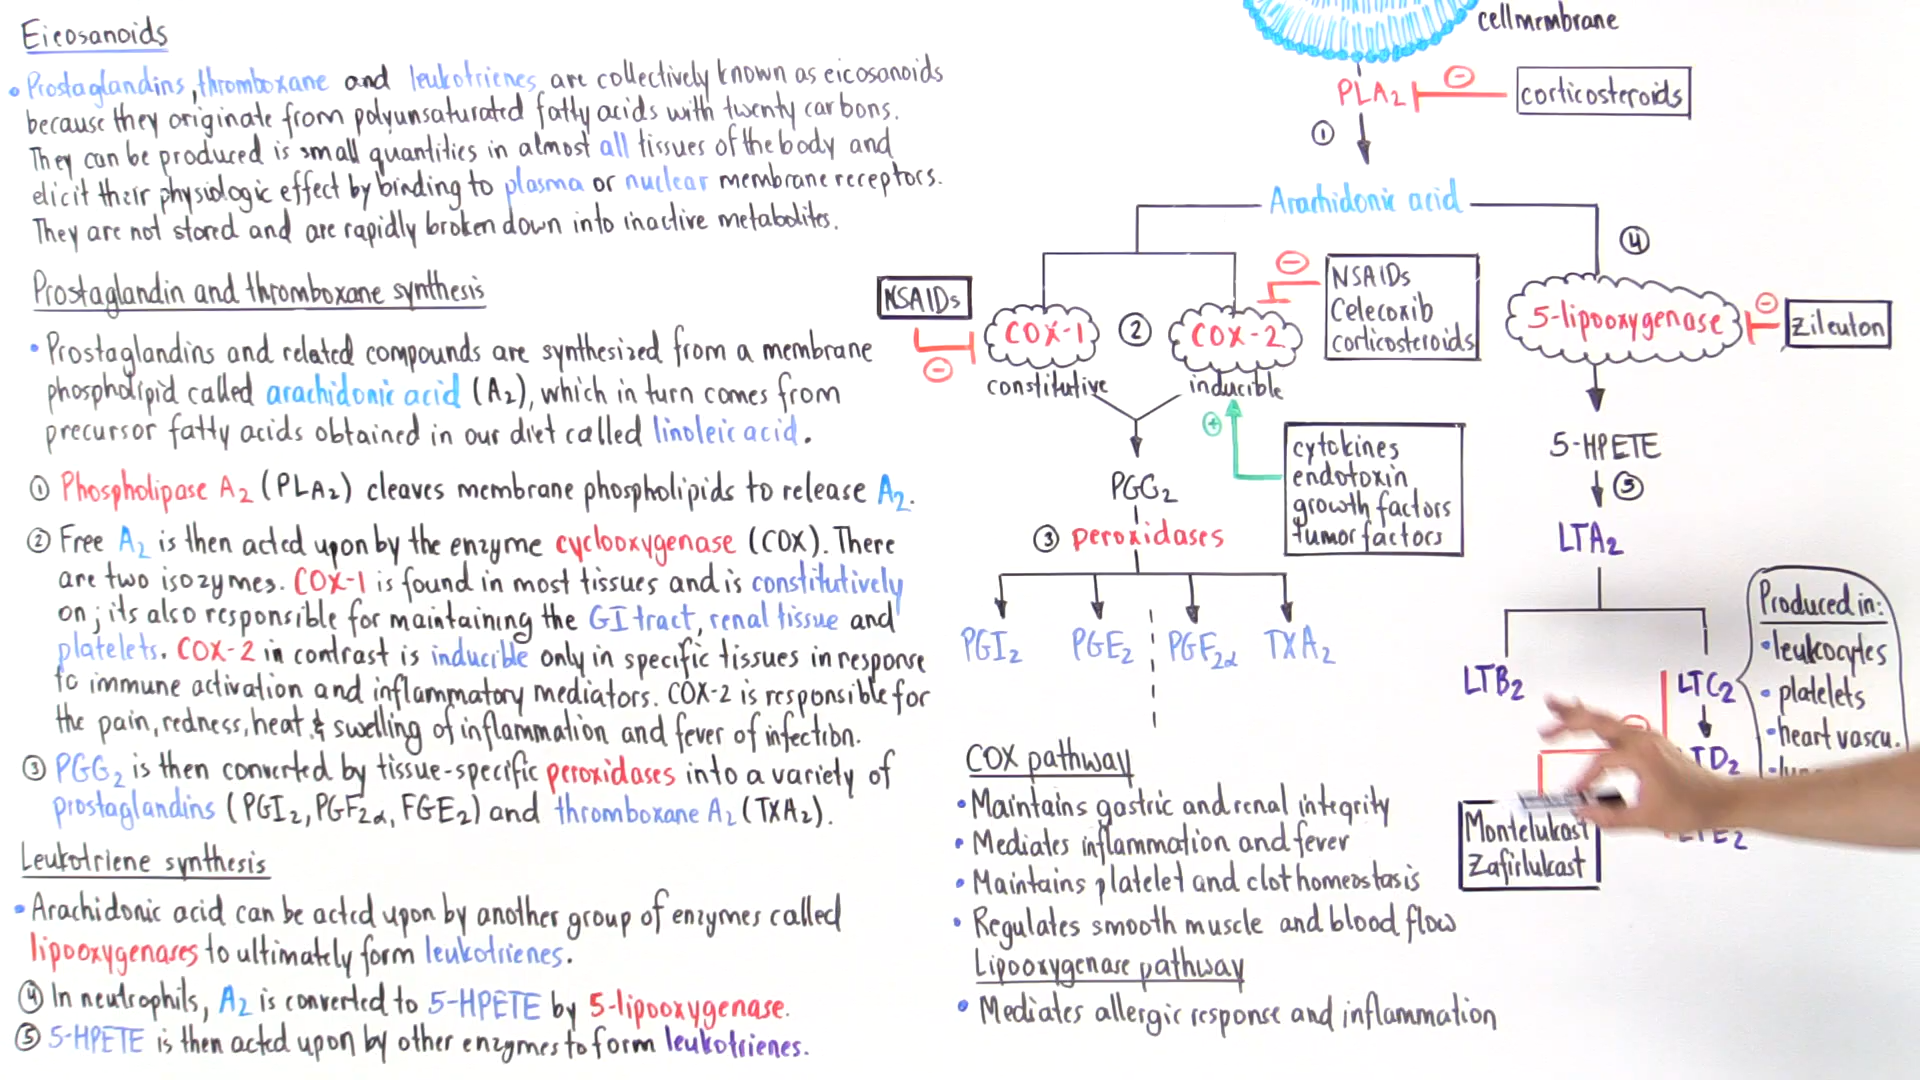 Eicosanoids
• Prostaglandins, thromboxane and leukotrienes are collectively known as eicosanoids
because they originate from polyunsaturated fatty acids with twenty carbons.
They can be produced is small quantities in almost all tissues of the body and
elicit their physiologic effect by binding to plasma or nuclear membrane receptors.
They are not stored and are rapidly broken down into inactive metabolites.
Prostaglandin and thromboxane synthesis
• Prostaglandins and related compounds are synthesized from a membrane
phospholipid called arachidonic acid (A2), which in turn comes from
precursor fatty acids obtained in our diet called linoleic acid.
① Phospholipase A2 (PLA2) cleaves membrane phospholipids to release A2.
② Free A2 is then acted upon by the enzyme cyclooxygenase (COX). There
are two isozymes. COX-1 is found in most tissues and is constitutively
on; its also responsible for maintaining the GI tract, renal tissue and
platelets. COX-2 in contrast is inducible only in specific tissues in response
to immune activation and inflammatory mediators. COX-2 is responsible for
the pain, redness, heat & swelling of inflammation and fever of infection.
③ PGG2 is then converted by tissue-specific peroxidases into a variety of
prostaglandins (PGI2, PGF2α, FGE2) and thromboxane A2 (TXA2).
Leukotriene synthesis
• Arachidonic acid can be acted upon by another group of enzymes called
lipooxygenases to ultimately form leukotrienes.
④ In neutrophils, A2 is converted to 5-HPETE by 5-lipooxygenase.
⑤ 5-HPETE is then acted upon by other enzymes to form leukotrienes.
cell membrane
PLA2
⊖
corticosteroids
①
Arachidonic acid
④
NSAIDs
⊖
COX-1
constitutive
②
COX-2
inducible
⊖
NSAIDs
Celecoxib
corticosteroids
⊕
cytokines
endotoxin
growth factors
tumor factors
PGG2
③ peroxidases
PGI2 PGE2 PGF2α TXA2
5-lipooxygenase
⊖
Zileuton
5-HPETE
⑤
LTA2
LTB2
LTC2
LTD2
LTE2
Produced in:
• leukocytes
• platelets
• heart vascu.
Montelukast
Zafirlukast
COX pathway
• Maintains gastric and renal integrity
• Mediates inflammation and fever
• Maintains platelet and clot homeostasis
• Regulates smooth muscle and blood flow
Lipooxygenase pathway
• Mediates allergic response and inflammation